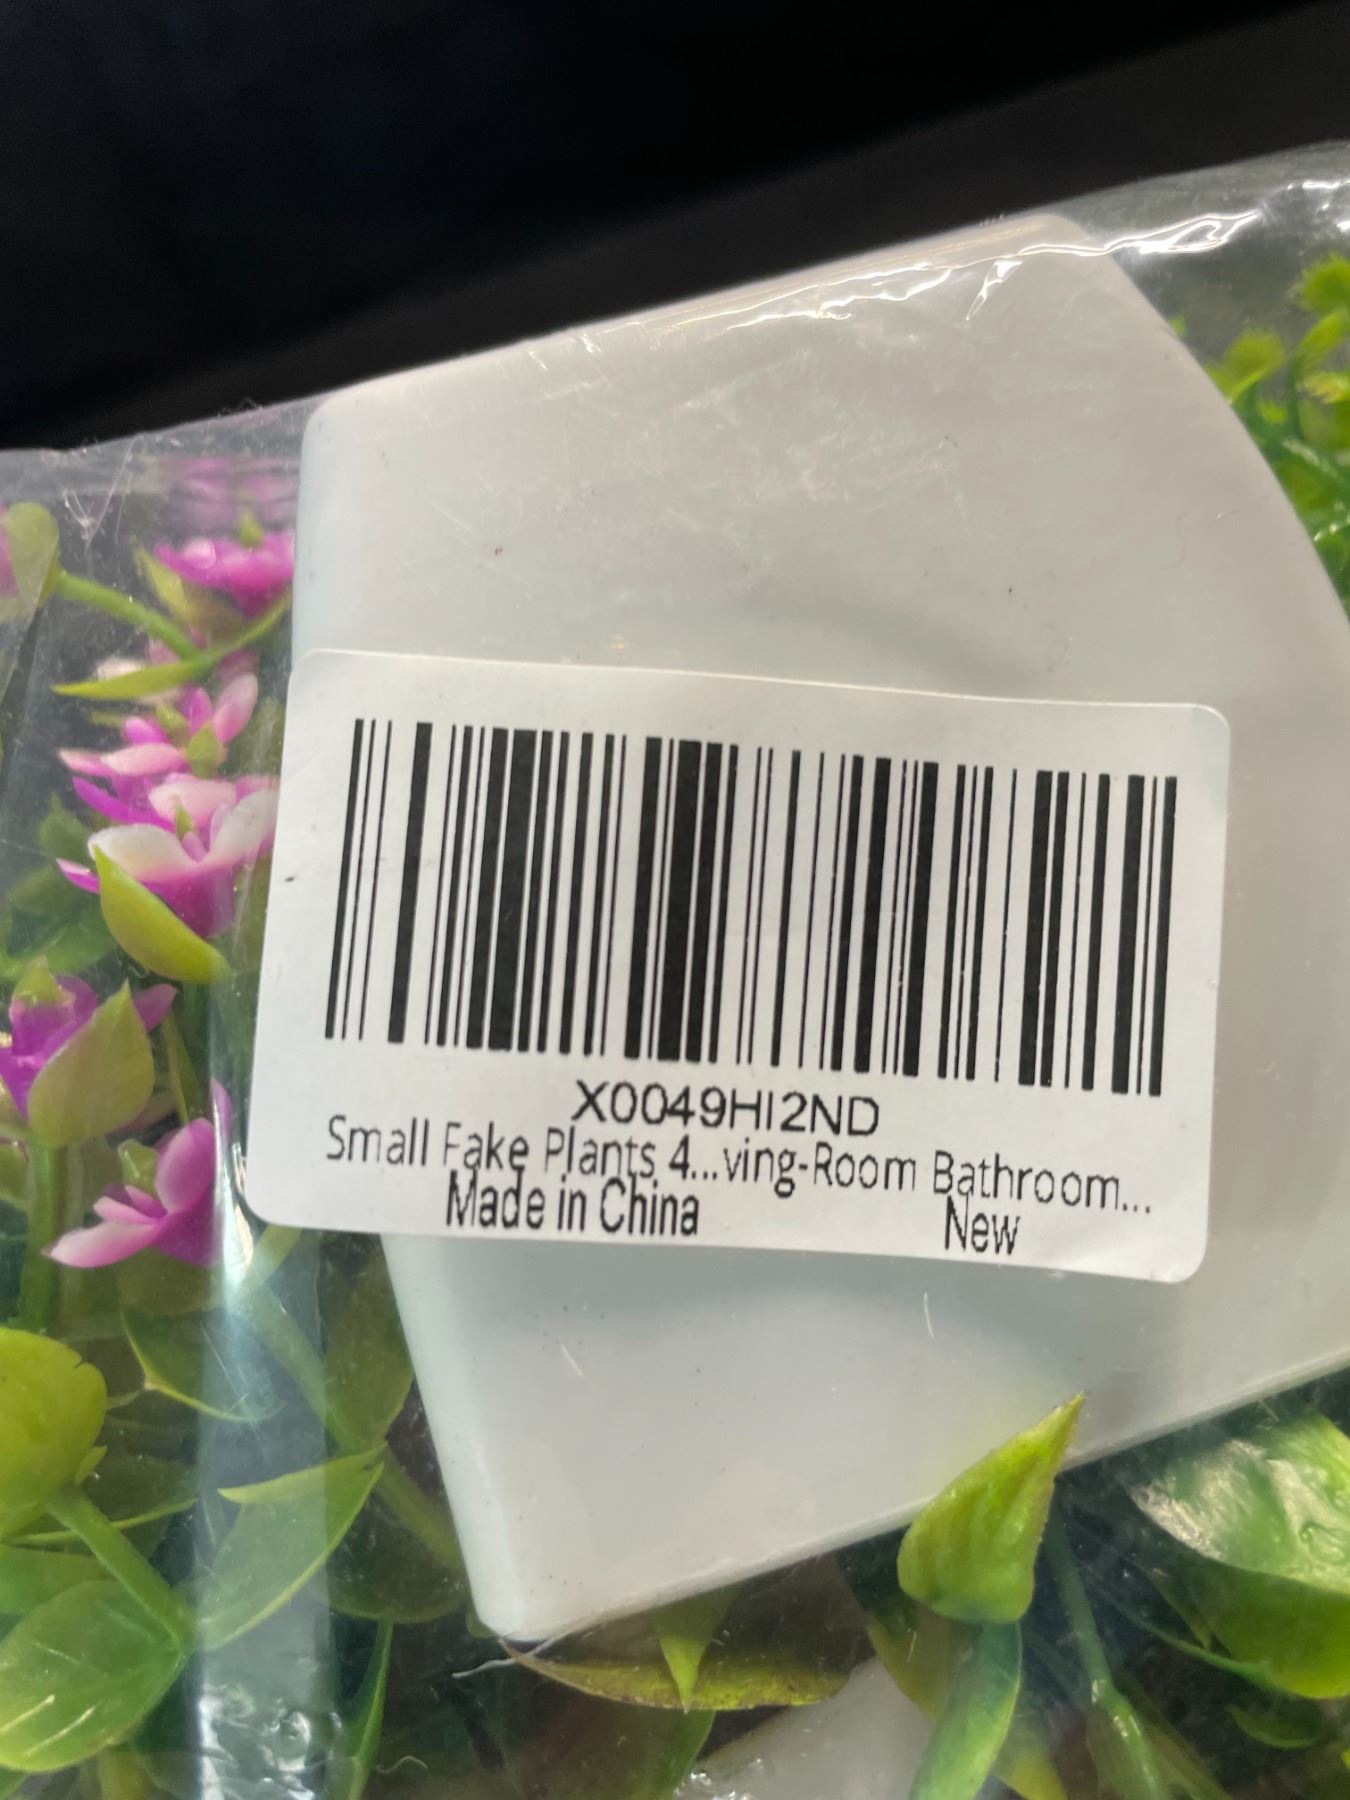 X0049HI2ND
Small Fake Plants 4...ving-Room Bathroom...
Made in China New